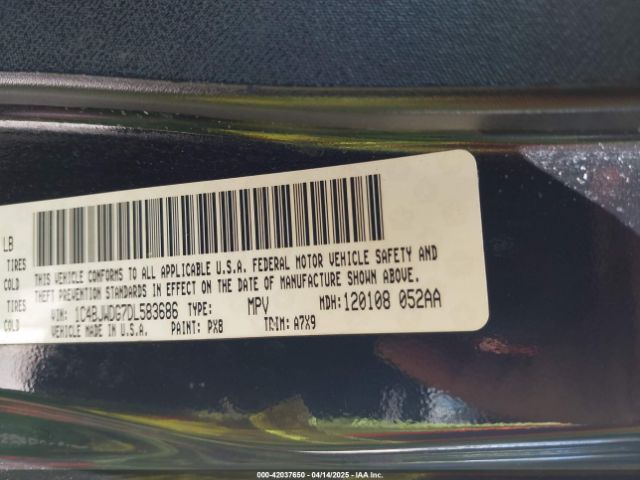 LB
TIRES
COLD
TIRES
COLD
THIS VEHICLE CONFORMS TO ALL APPLICABLE U.S.A. FEDERAL MOTOR VEHICLE SAFETY AND
THEFT PREVENTION STANDARDS IN EFFECT ON THE DATE OF MANUFACTURE SHOWN ABOVE.
VIN: 1C4BJWDG7DL583686 TYPE: MPV MDH: 120108 052AA
VEHICLE MADE IN U.S.A. PAINT: PX8 TRIM: A7X9
000-42037650 - 04/14/2025 - IAA Inc.